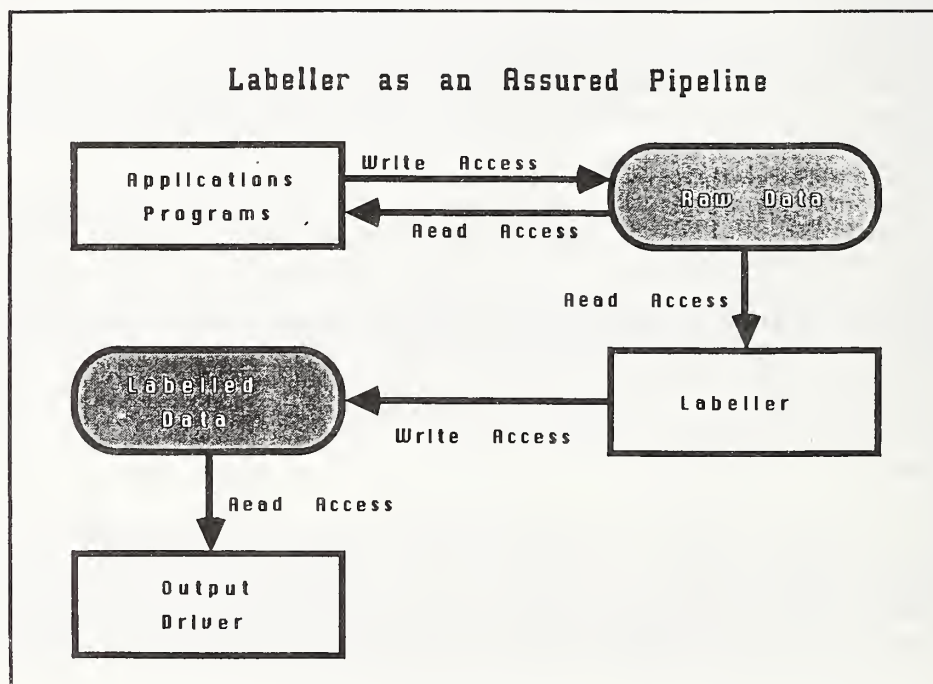 Labeller as an Assured Pipeline
Applications
Programs
Write Access
Raw Data
Read Access
Read Access
Labelled
Data
Labeller
Write Access
Read Access
Output
Driver